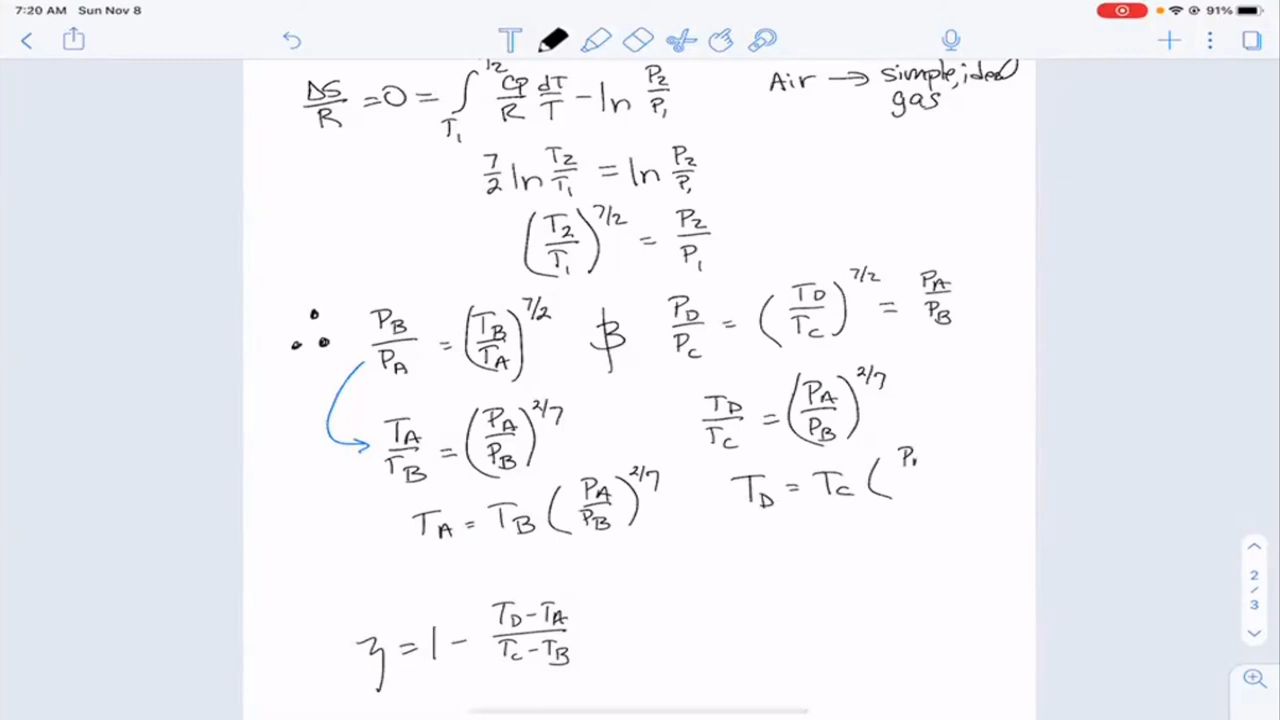 7:20 AM Sun Nov 8
91%
ΔS/R = 0 = ∫_{T₁}^{T₂} Cp/R dT/T - ln P₂/P₁
Air → simple, ideal gas
7/2 ln T₂/T₁ = ln P₂/P₁
(T₂/T₁)^{7/2} = P₂/P₁
∴ P_B/P_A = (T_B/T_A)^{7/2} & P_D/P_C = (T_D/T_C)^{7/2} = P_A/P_B
T_A/T_B = (P_A/P_B)^{2/7}
T_D/T_C = (P_A/P_B)^{2/7}
T_A = T_B (P_A/P_B)^{2/7}
T_D = T_C ( P
η = 1 - T_D-T_A / T_C-T_B
2
/
3